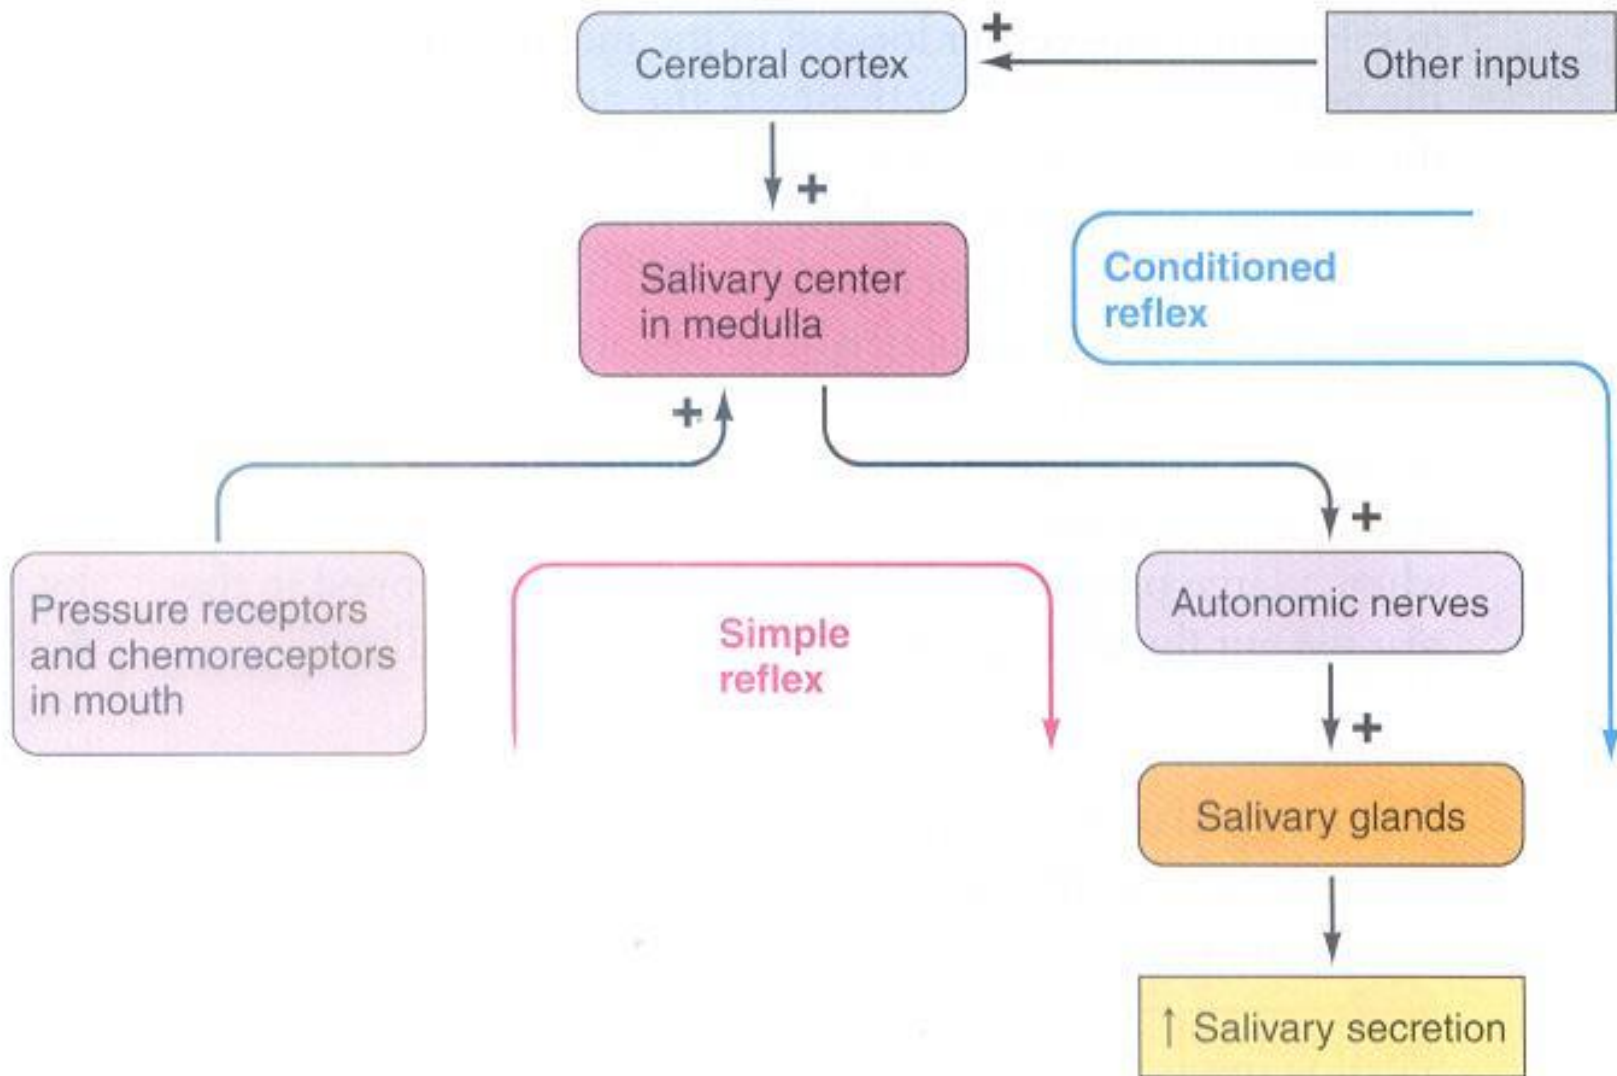 Cerebral cortex
+
Other inputs
+
Salivary center
in medulla
Conditioned
reflex
+
+
Pressure receptors
and chemoreceptors
in mouth
Simple
reflex
Autonomic nerves
+
Salivary glands
↑ Salivary secretion